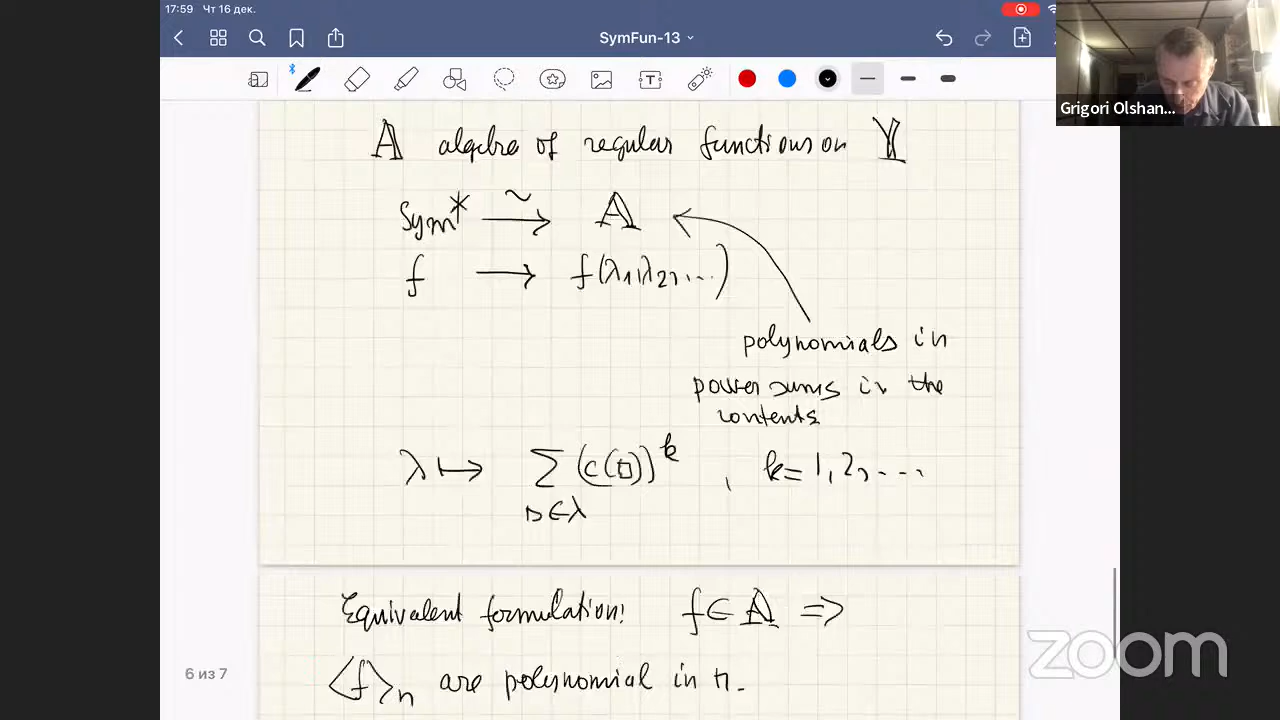 17:59 Чт 16 дек.
SymFun-13
Grigori Olshan...
𝔸 algebra of regular functions on 𝕐
Sym* ⥲ 𝔸
f → f(λ1, λ2, ...)
polynomials in
power sums in the
contents
λ ↦ ∑ (c(□))^k , k=1,2,...
□∈λ
Equivalent formulation: f∈𝔸 ⇒
⟨f⟩n are polynomial in n.
6 из 7
zoom